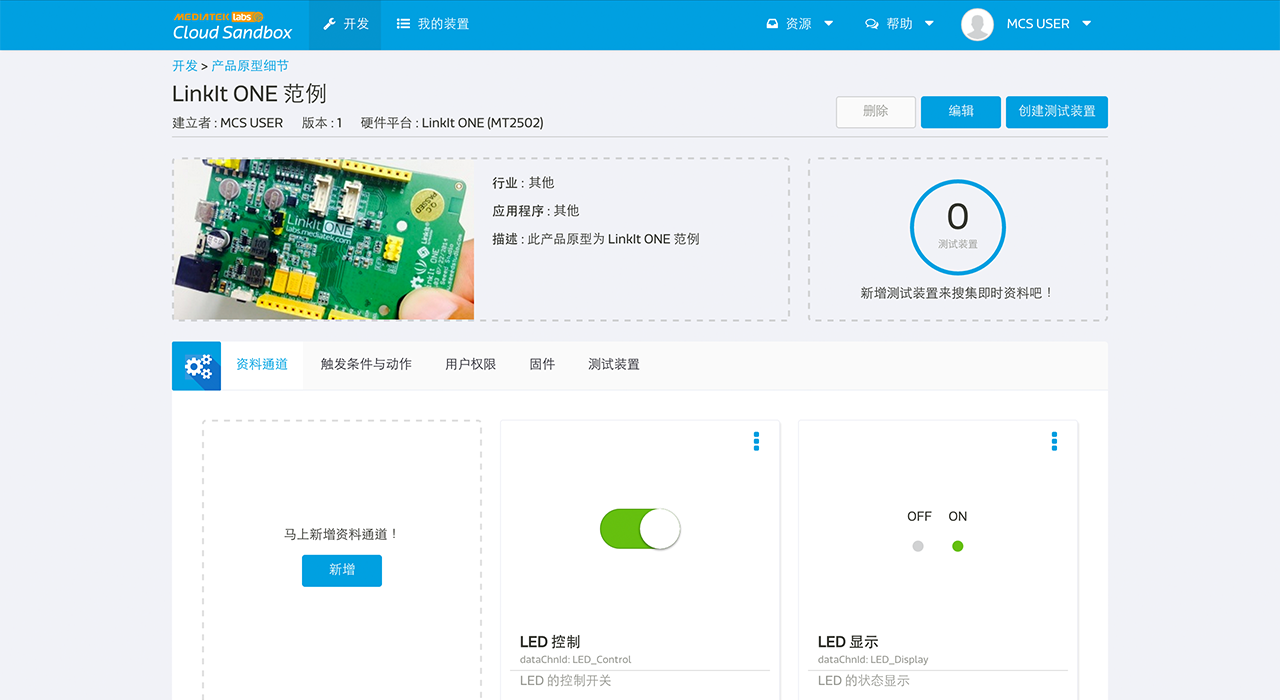 MEDIATEK labs
Cloud Sandbox
开发
我的装置
资源
帮助
MCS USER
开发 > 产品原型细节
LinkIt ONE 范例
建立者 : MCS USER 版本 : 1 硬件平台 : LinkIt ONE (MT2502)
删除
编辑
创建测试装置
LinkIt ONE
labs.mediatek.com
QC
PASSED
行业 : 其他
应用程序 : 其他
描述 : 此产品原型为 LinkIt ONE 范例
0
测试装置
新增测试装置来搜集即时资料吧！
资料通道
触发条件与动作
用户权限
固件
测试装置
马上新增资料通道！
新增
LED 控制
dataChnId: LED_Control
LED 的控制开关
OFF ON
LED 显示
dataChnId: LED_Display
LED 的状态显示